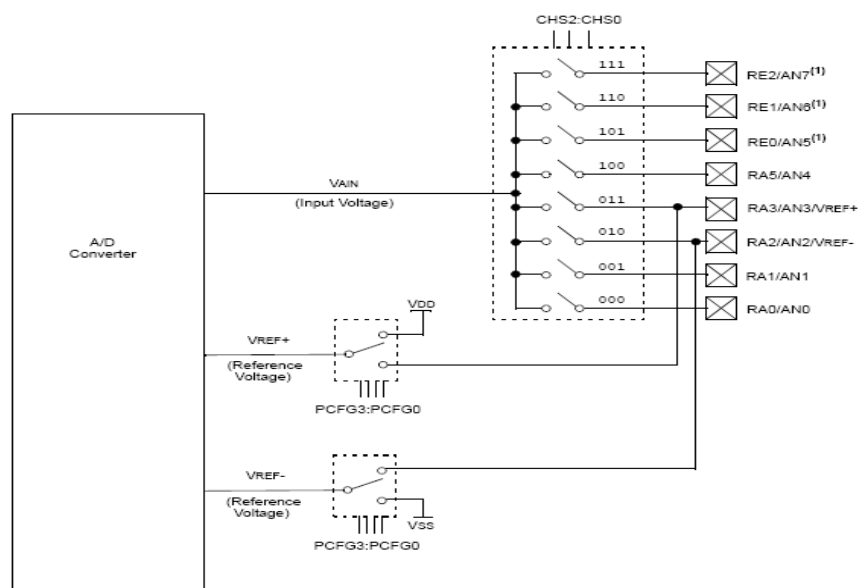 CHS2:CHS0
111
RE2/AN7(1)
110
RE1/AN6(1)
101
RE0/AN5(1)
100
RA5/AN4
VAIN
(Input Voltage)
011
RA3/AN3/VREF+
010
RA2/AN2/VREF-
A/D
Converter
001
RA1/AN1
000
RA0/AN0
VDD
VREF+
(Reference
Voltage)
PCFG3:PCFG0
VREF-
(Reference
Voltage)
VSS
PCFG3:PCFG0